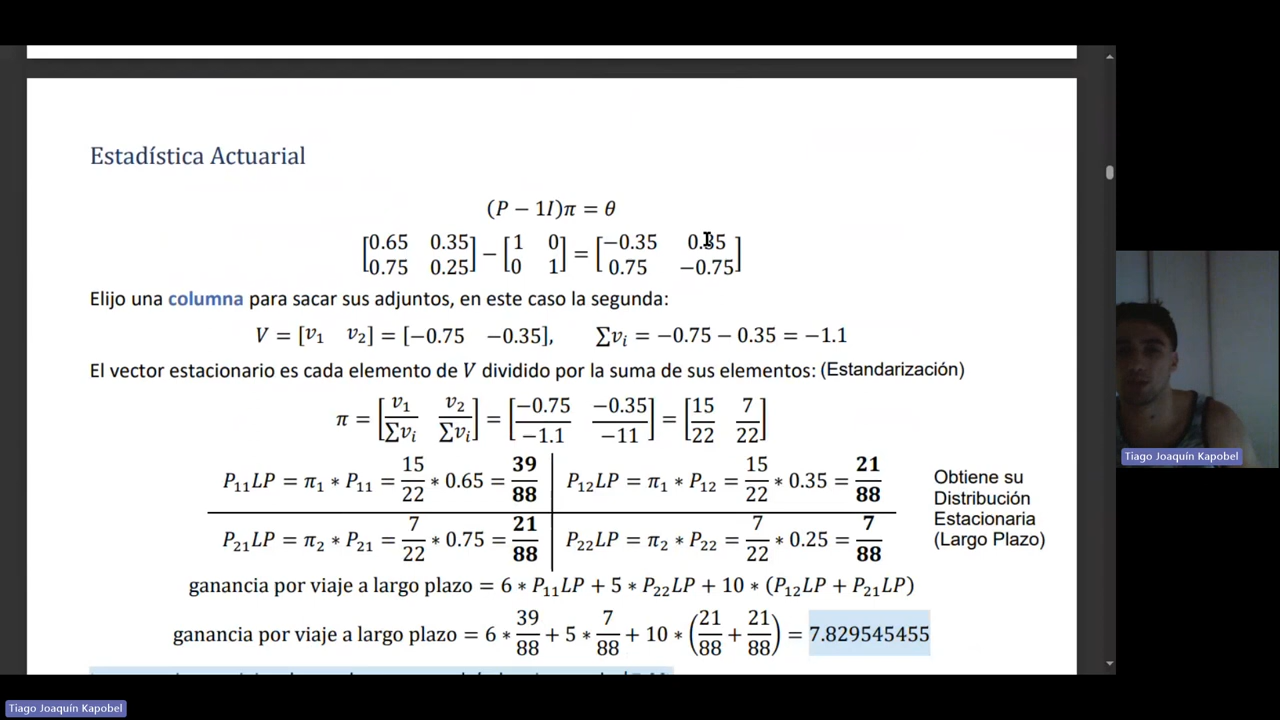 Estadística Actuarial
(P − 1I)π = θ
[0.65 0.35; 0.75 0.25] − [1 0; 0 1] = [−0.35 0.35; 0.75 −0.75]
Elijo una columna para sacar sus adjuntos, en este caso la segunda:
V = [v₁ v₂] = [−0.75 −0.35], ∑vᵢ = −0.75 − 0.35 = −1.1
El vector estacionario es cada elemento de V dividido por la suma de sus elementos: (Estandarización)
π = [v₁/∑vᵢ v₂/∑vᵢ] = [−0.75/−1.1 −0.35/−11] = [15/22 7/22]
P₁₁LP = π₁ * P₁₁ = 15/22 * 0.65 = 39/88
P₁₂LP = π₁ * P₁₂ = 15/22 * 0.35 = 21/88
P₂₁LP = π₂ * P₂₁ = 7/22 * 0.75 = 21/88
P₂₂LP = π₂ * P₂₂ = 7/22 * 0.25 = 7/88
Obtiene su
Distribución
Estacionaria
(Largo Plazo)
ganancia por viaje a largo plazo = 6 * P₁₁LP + 5 * P₂₂LP + 10 * (P₁₂LP + P₂₁LP)
ganancia por viaje a largo plazo = 6 * 39/88 + 5 * 7/88 + 10 * (21/88 + 21/88) = 7.829545455
Tiago Joaquín Kapobel
Tiago Joaquín Kapobel